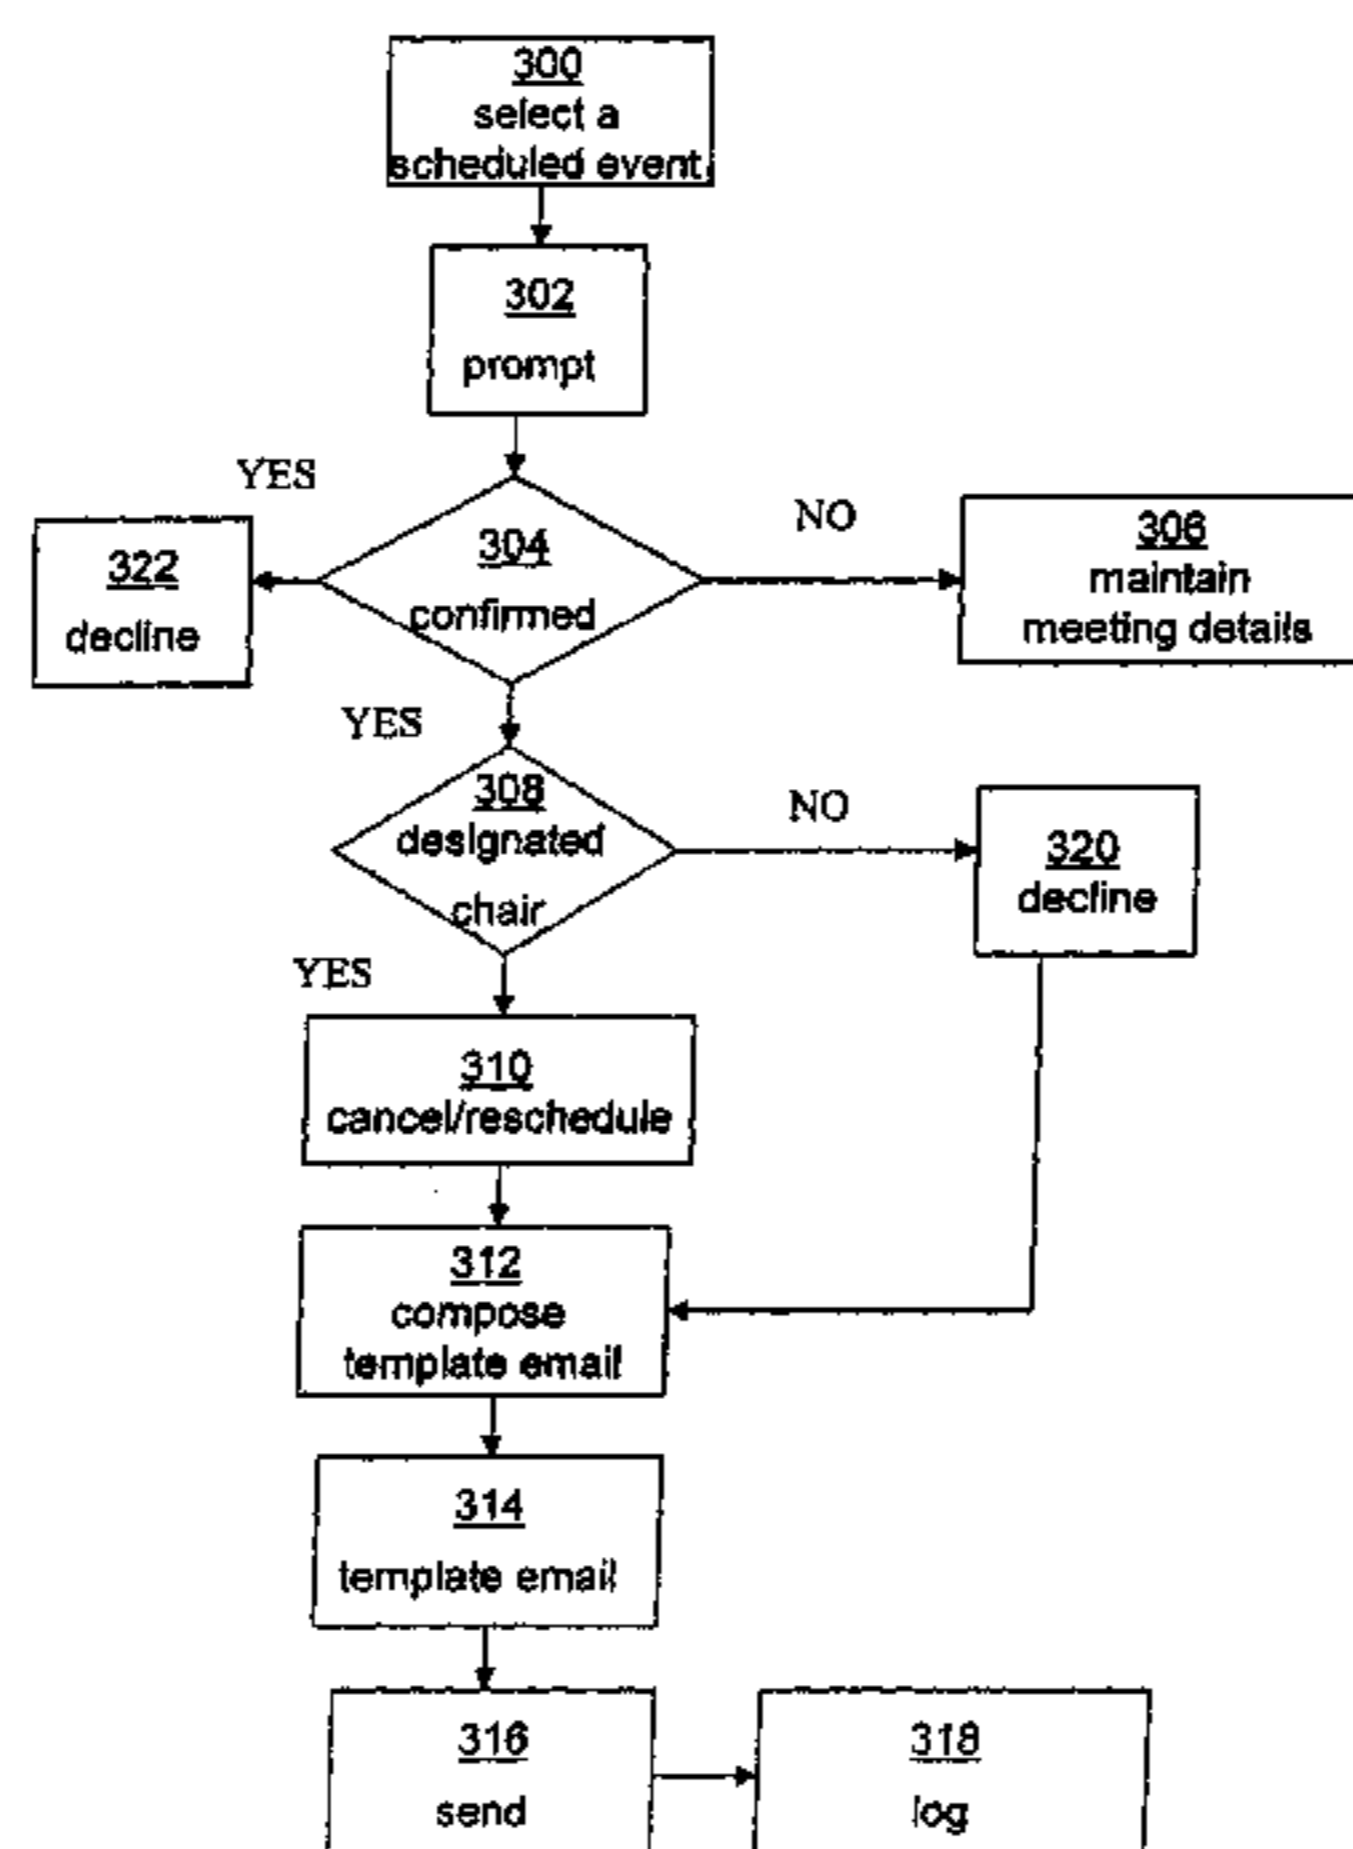 300
select a
scheduled event
302
prompt
YES
NO
322
decline
304
confirmed
306
maintain
meeting details
YES
308
designated
chair
NO
320
decline
YES
310
cancel/reschedule
312
compose
template email
314
template email
316
send
318
log